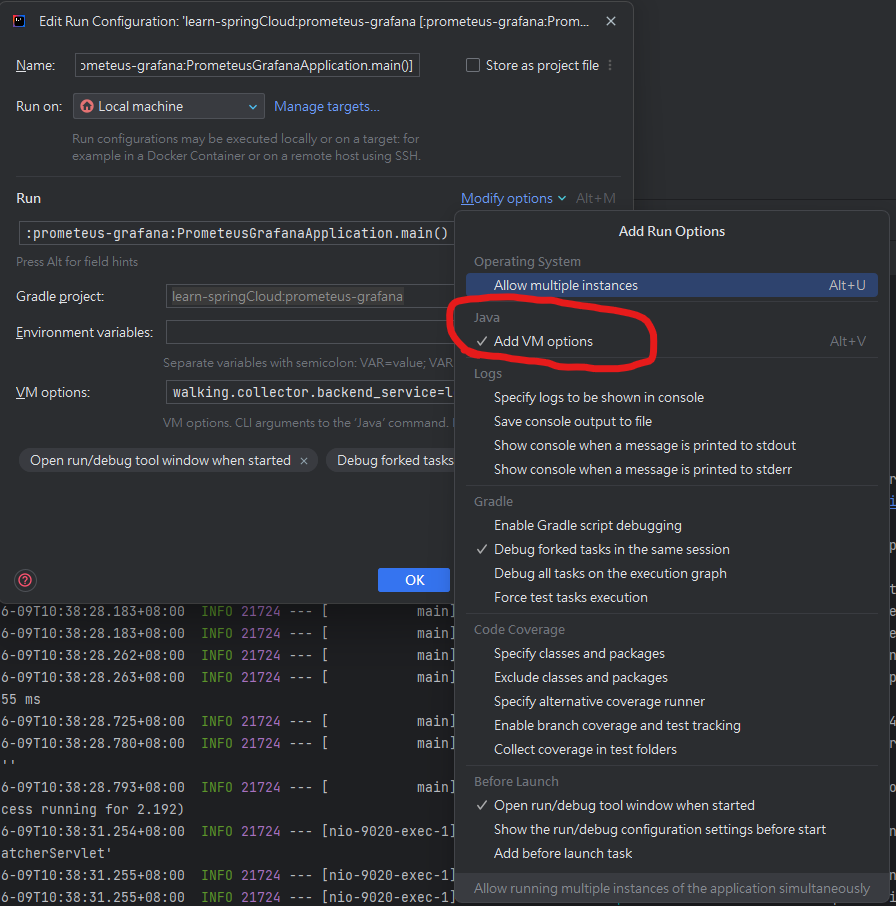 Edit Run Configuration: 'learn-springCloud:prometeus-grafana [:prometeus-grafana:Prom...
Name:
ometeus-grafana:PrometeusGrafanaApplication.main()]
Store as project file
Run on:
Local machine
Manage targets...
Run configurations may be executed locally or on a target: for
example in a Docker Container or on a remote host using SSH.
Run
Modify options
Alt+M
:prometeus-grafana:PrometeusGrafanaApplication.main()
Press Alt for field hints
Gradle project:
learn-springCloud:prometeus-grafana
Environment variables:
Separate variables with semicolon: VAR=value; VAR
VM options:
walking.collector.backend_service=l
VM options. CLI arguments to the 'Java' command.
Open run/debug tool window when started ×
Debug forked tasks
OK
Add Run Options
Operating System
Allow multiple instances Alt+U
Java
Add VM options Alt+V
Logs
Specify logs to be shown in console
Save console output to file
Show console when a message is printed to stdout
Show console when a message is printed to stderr
Gradle
Enable Gradle script debugging
Debug forked tasks in the same session
Debug all tasks on the execution graph
Force test tasks execution
Code Coverage
Specify classes and packages
Exclude classes and packages
Specify alternative coverage runner
Enable branch coverage and test tracking
Collect coverage in test folders
Before Launch
Open run/debug tool window when started
Show the run/debug configuration settings before start
Add before launch task
Allow running multiple instances of the application simultaneously
6-09T10:38:28.183+08:00 INFO 21724 --- [ main]
6-09T10:38:28.183+08:00 INFO 21724 --- [ main]
6-09T10:38:28.262+08:00 INFO 21724 --- [ main]
6-09T10:38:28.263+08:00 INFO 21724 --- [ main]
55 ms
6-09T10:38:28.725+08:00 INFO 21724 --- [ main]
6-09T10:38:28.780+08:00 INFO 21724 --- [ main]
''
6-09T10:38:28.793+08:00 INFO 21724 --- [ main]
cess running for 2.192)
6-09T10:38:31.254+08:00 INFO 21724 --- [nio-9020-exec-1]
atcherServlet'
6-09T10:38:31.255+08:00 INFO 21724 --- [nio-9020-exec-1]
6-09T10:38:31.255+08:00 INFO 21724 --- [nio-9020-exec-1]